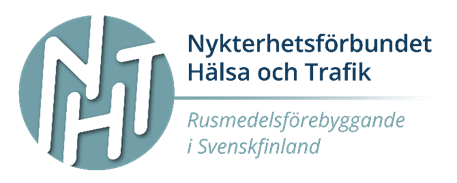 NHT
Nykterhetsförbundet
Hälsa och Trafik
Rusmedelsförebyggande
i Svenskfinland